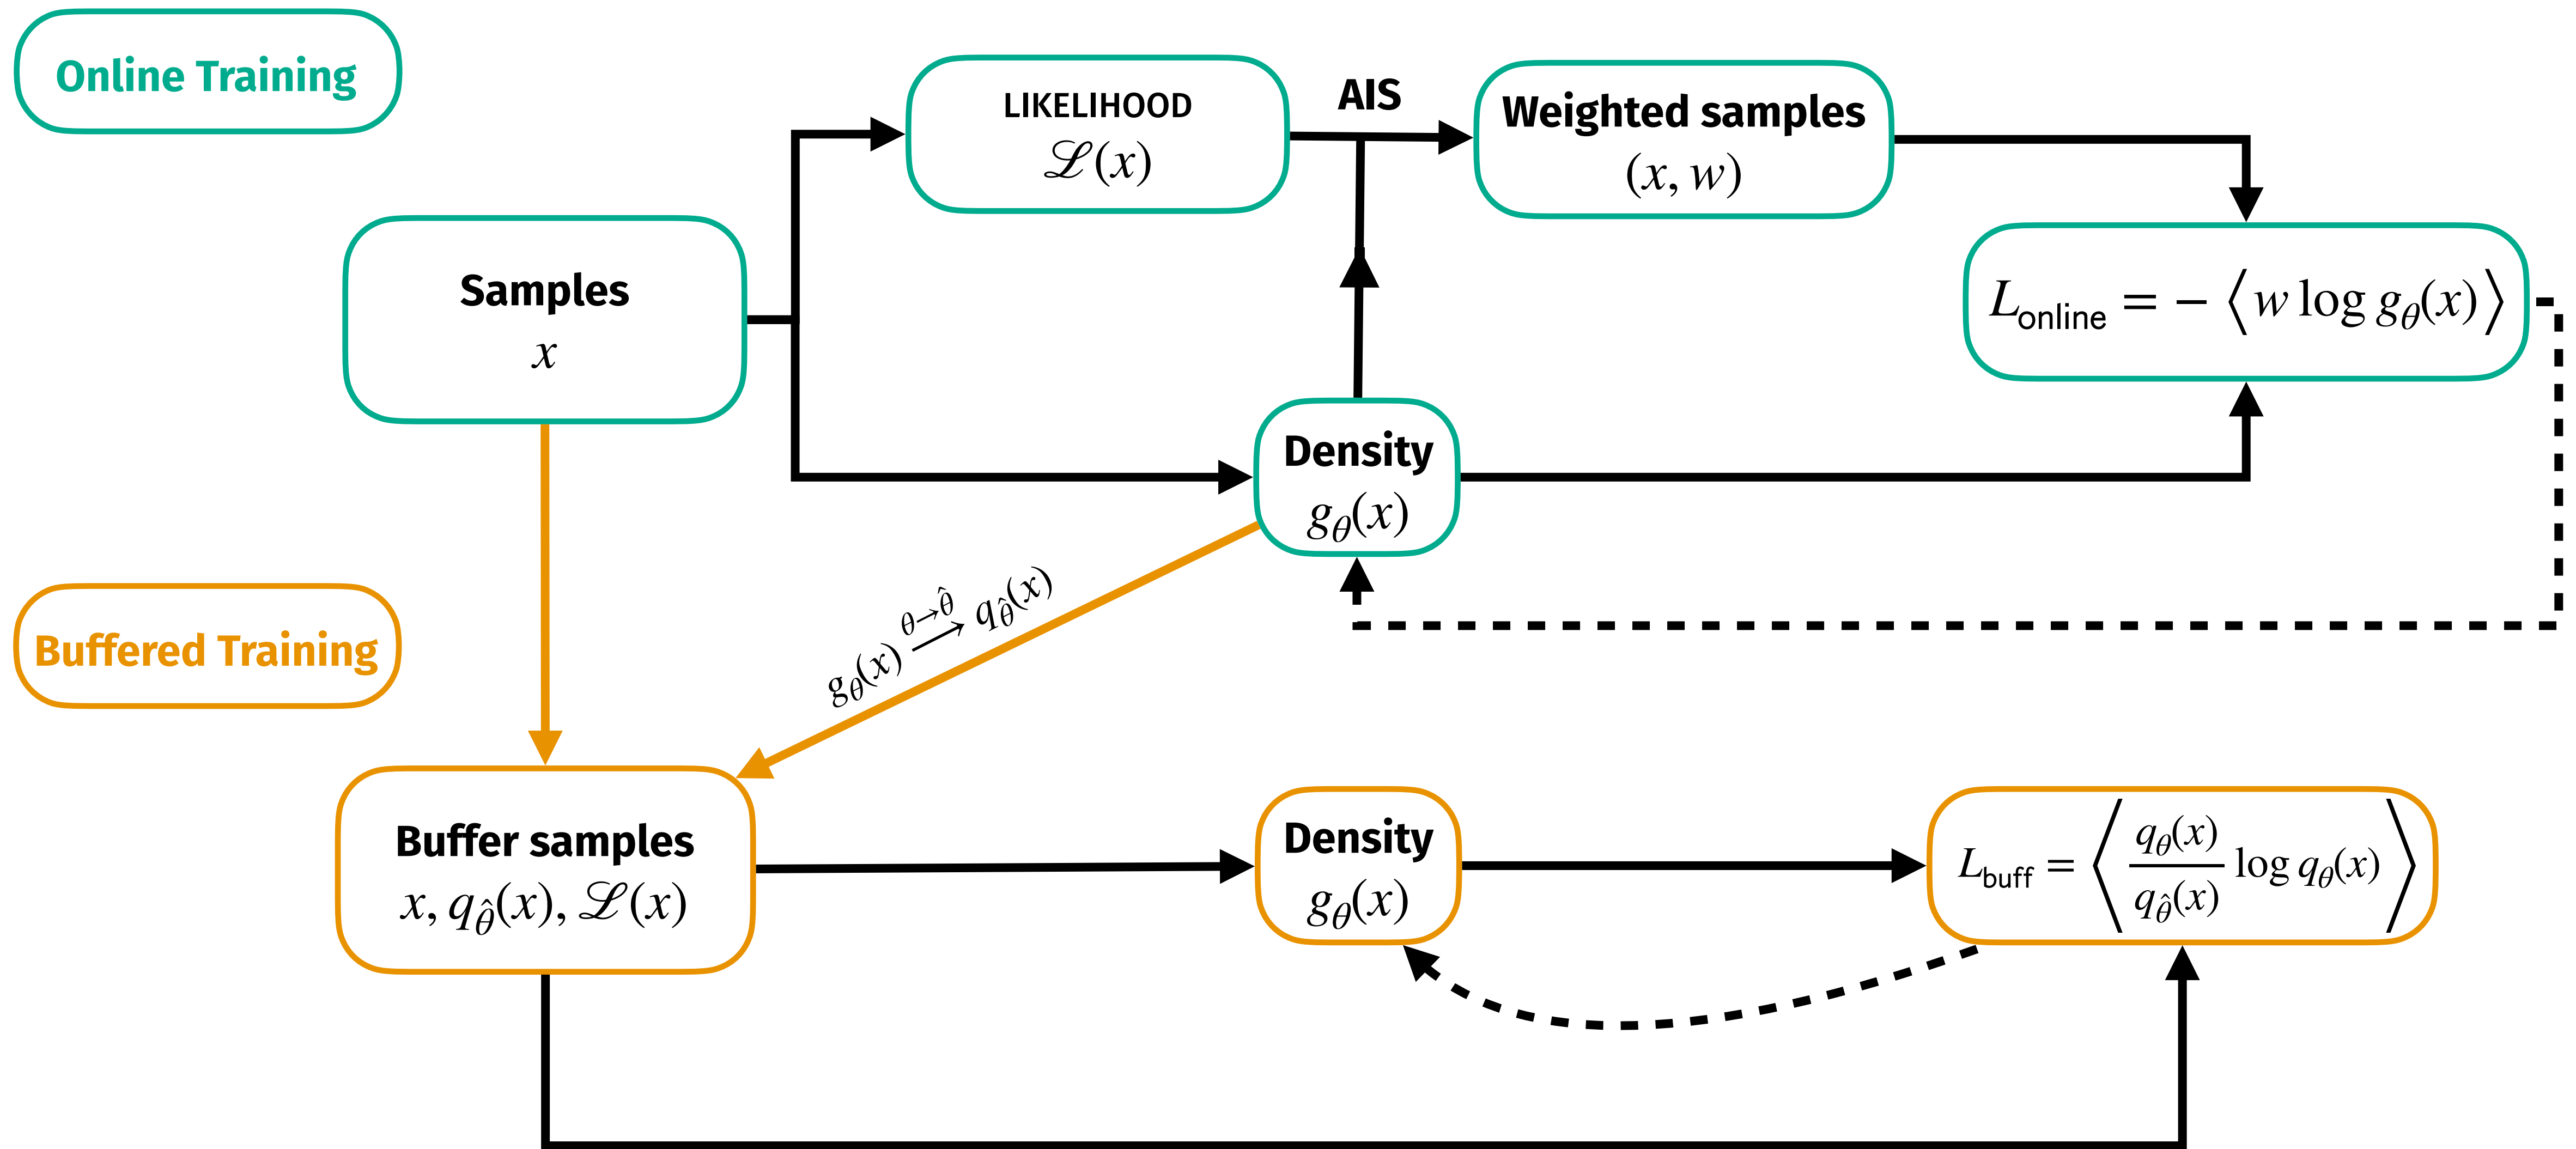 Online Training
LIKELIHOOD
ℒ(x)
AIS
Weighted samples
(x, w)
Samples
x
L_online = − ⟨w log g_θ(x)⟩
Density
g_θ(x)
g_θ(x) ⟶^{θ→θ̂} q_θ̂(x)
Buffered Training
Buffer samples
x, q_θ̂(x), ℒ(x)
Density
g_θ(x)
L_buff = ⟨ q_θ(x) / q_θ̂(x) log q_θ(x) ⟩